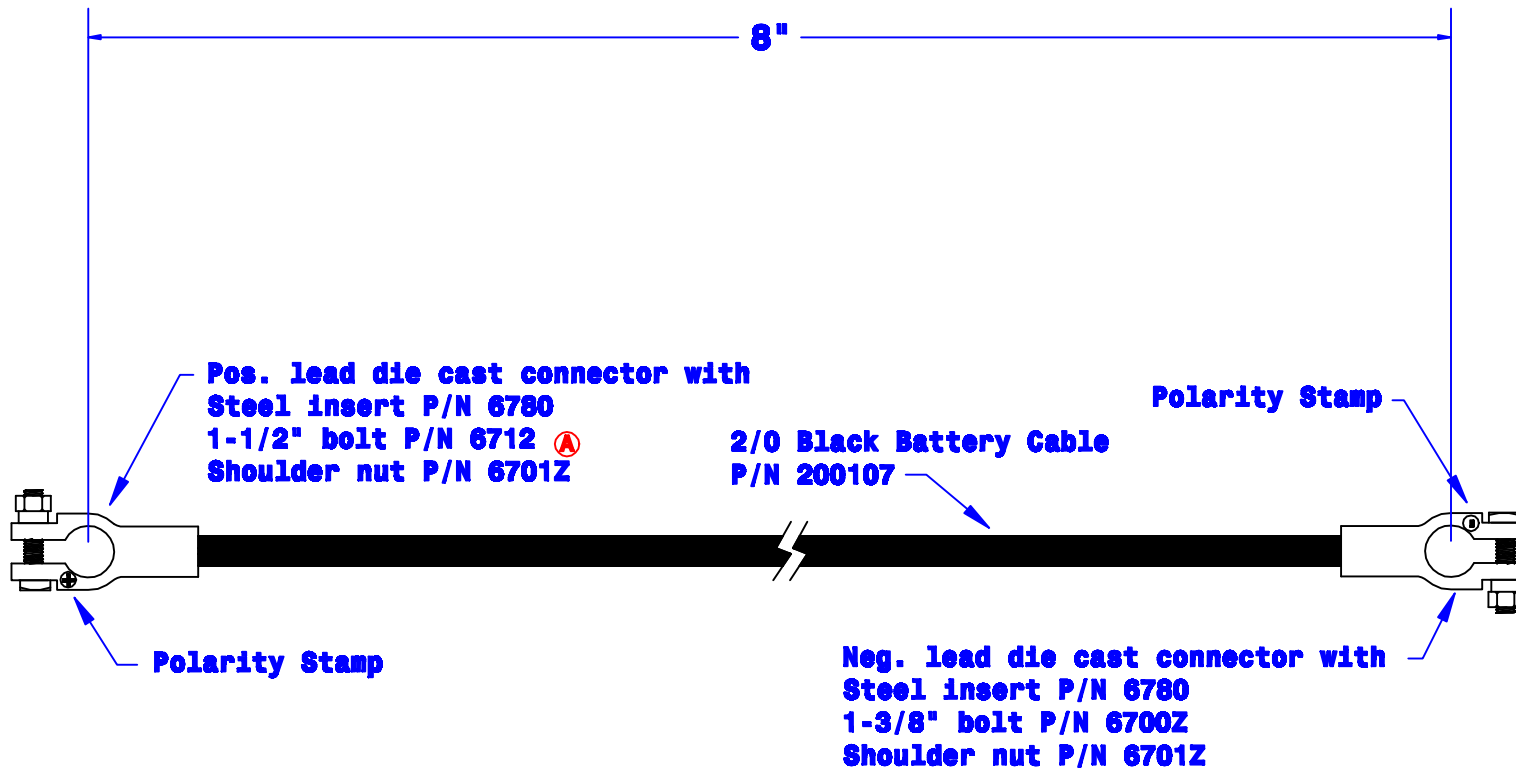 8"
Pos. lead die cast connector with
Steel insert P/N 6780
1-1/2" bolt P/N 6712 Ⓐ
Shoulder nut P/N 6701Z
Polarity Stamp
2/0 Black Battery Cable
P/N 200107
Polarity Stamp
Neg. lead die cast connector with
Steel insert P/N 6780
1-3/8" bolt P/N 6700Z
Shoulder nut P/N 6701Z